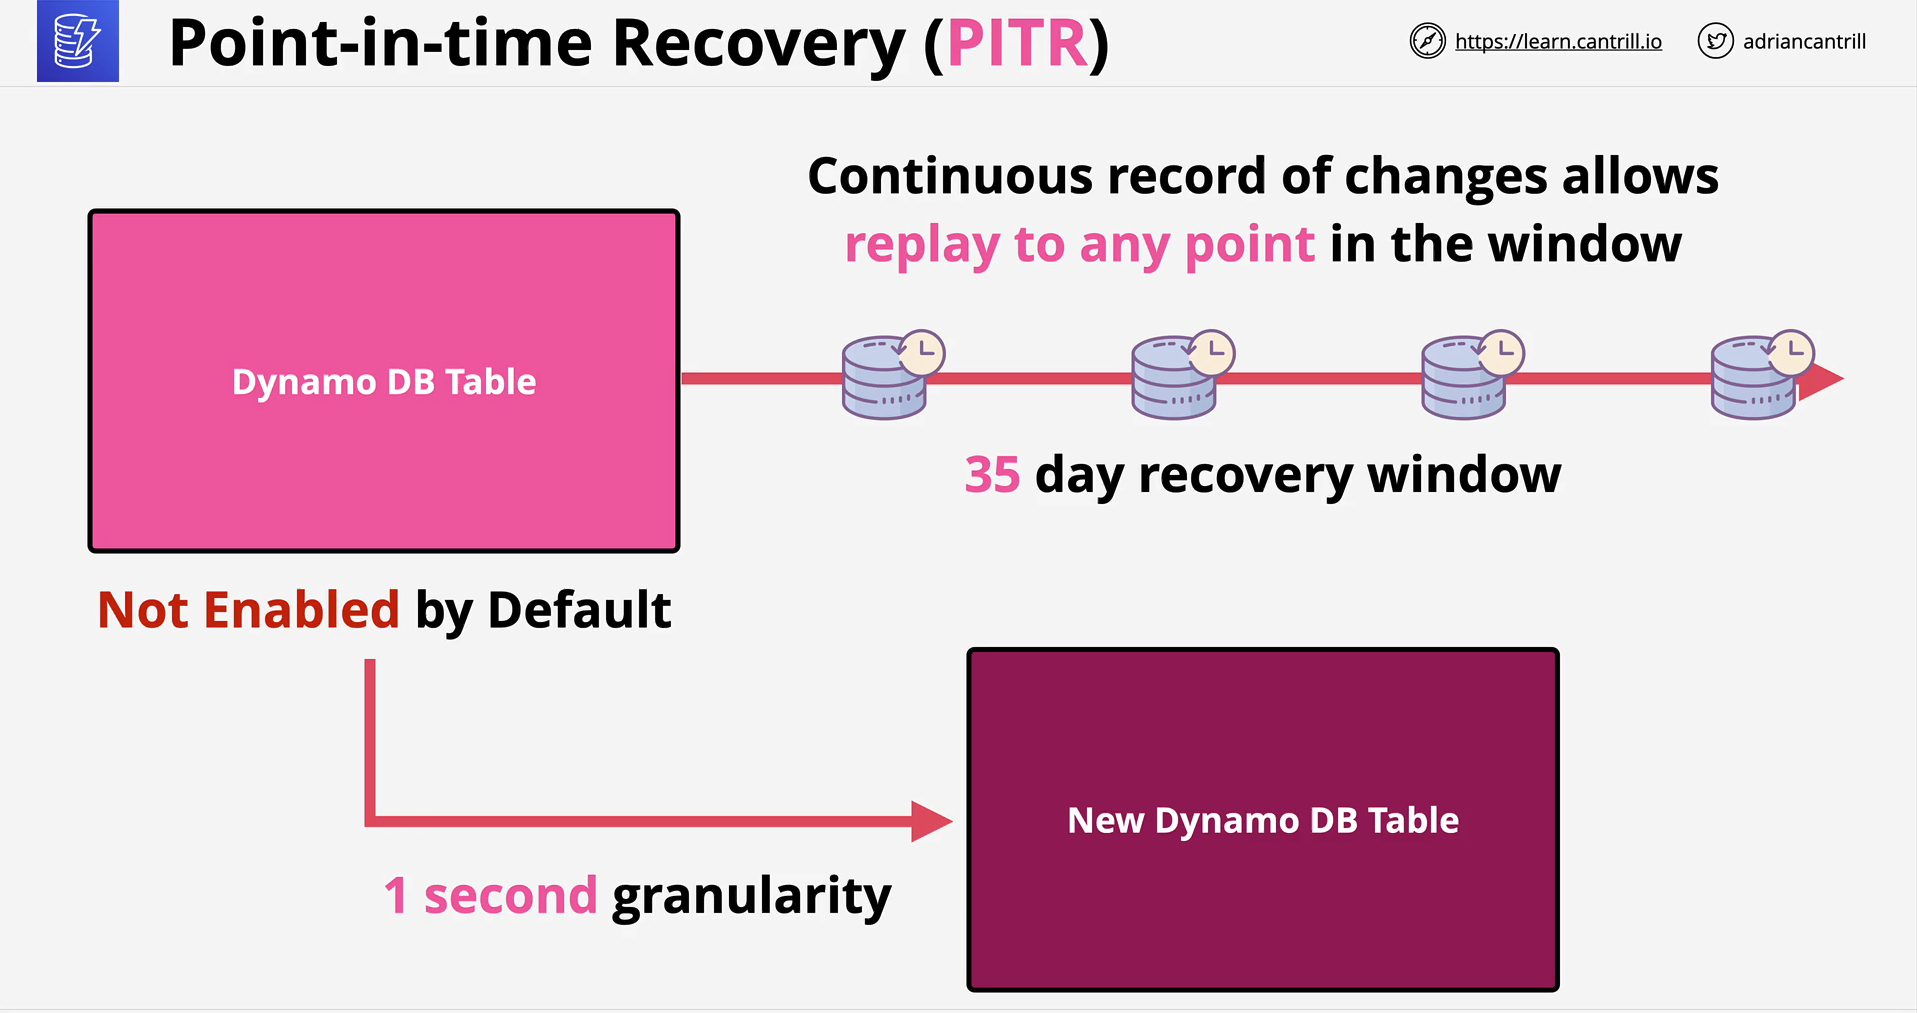 Point-in-time Recovery (PITR)
https://learn.cantrill.io
adriancantrill
Continuous record of changes allows
replay to any point in the window
Dynamo DB Table
35 day recovery window
Not Enabled by Default
New Dynamo DB Table
1 second granularity